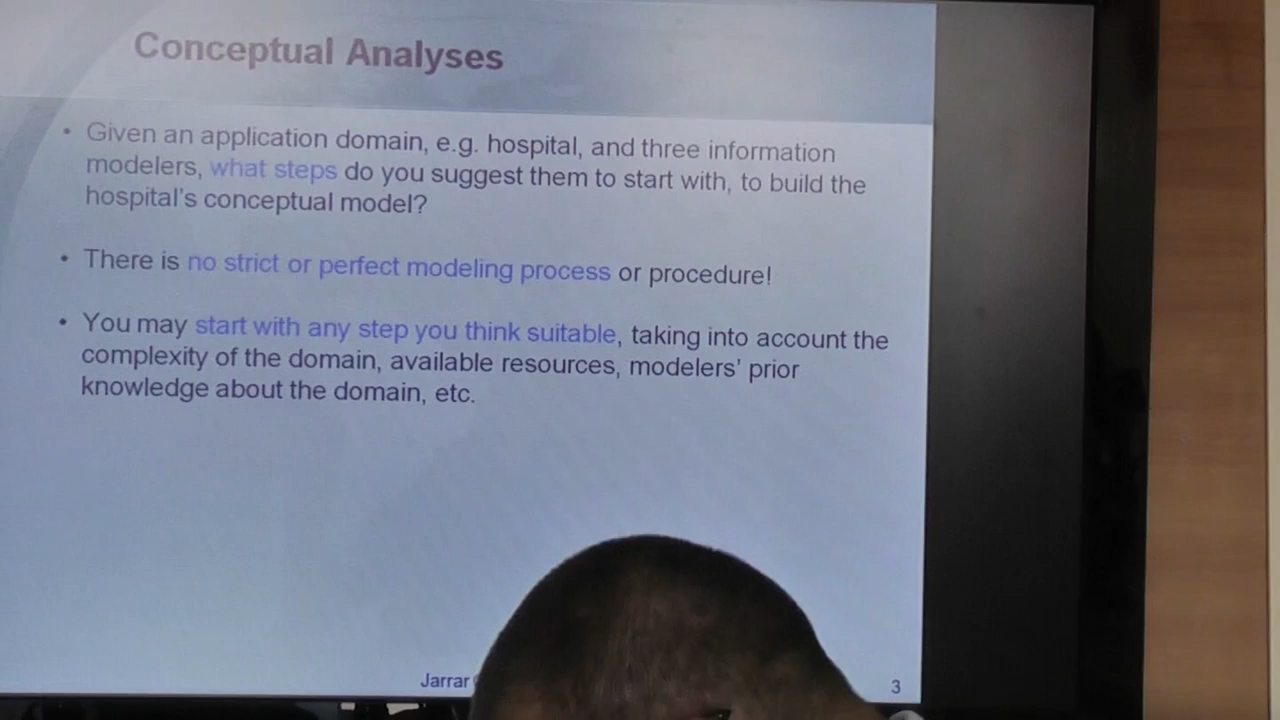 Conceptual Analyses
• Given an application domain, e.g. hospital, and three information
modelers, what steps do you suggest them to start with, to build the
hospital's conceptual model?
• There is no strict or perfect modeling process or procedure!
• You may start with any step you think suitable, taking into account the
complexity of the domain, available resources, modelers' prior
knowledge about the domain, etc.
Jarrar
3